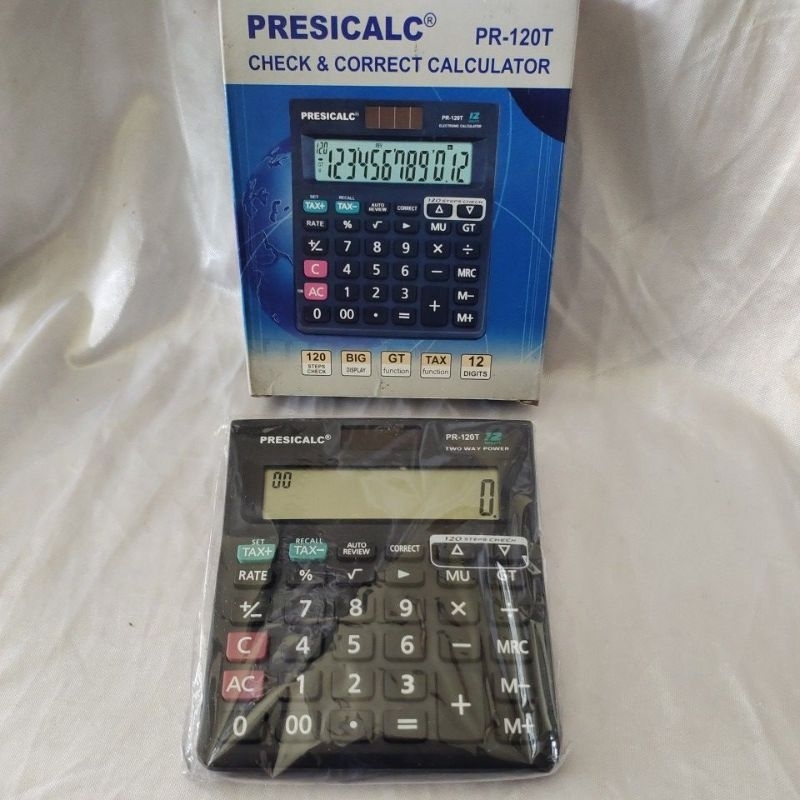 PRESICALC® PR-120T
CHECK & CORRECT CALCULATOR
PRESICALC® PR-120T 12
ELECTRONIC CALCULATOR
120
123456789012
SET RECALL
TAX+ TAX- AUTO REVIEW CORRECT 120 STEPS CHECK △ ▽
RATE % √ ▶ MU GT
+/- 7 8 9 × ÷
C 4 5 6 − MRC
AC 1 2 3 + M−
0 00 • = M+
120 STEPS CHECK BIG DISPLAY GT function TAX function 12 DIGITS
PRESICALC® PR-120T 12
TWO WAY POWER
00
0.
SET RECALL 120 STEPS CHECK
TAX+ TAX− AUTO REVIEW CORRECT △ ▽
RATE % √ ▶ MU GT
+/- 7 8 9 × ÷
C 4 5 6 − MRC
AC 1 2 3 + M−
0 00 • = M+